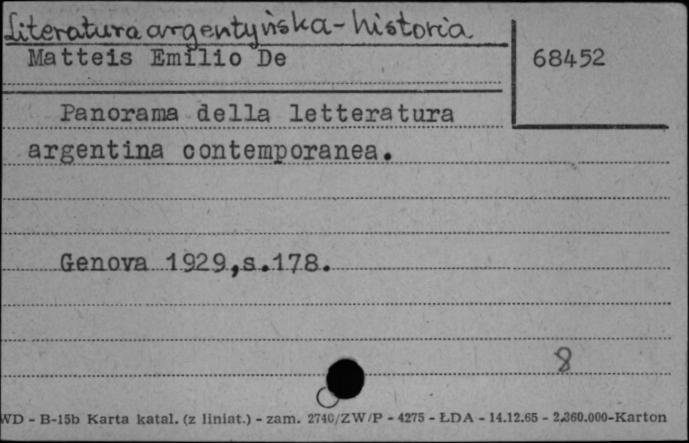 Literatura argentyńska - historia
Matteis Emilio De
68452
Panorama della letteratura
argentina contemporanea.
Genova 1929,s.178.
8
WD - B-15b Karta katal. (z liniat.) - zam. 2740/ZW/P - 4275 - ŁDA - 14.12.65 - 2,360.000-Karton